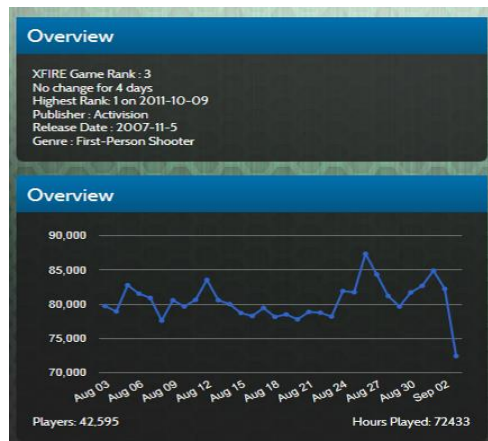 Overview
XFIRE Game Rank : 3
No change for 4 days
Highest Rank: 1 on 2011-10-09
Publisher : Activision
Release Date : 2007-11-5
Genre : First-Person Shooter
Overview
90,000
85,000
80,000
75,000
70,000
Aug 03 Aug 06 Aug 09 Aug 12 Aug 15 Aug 18 Aug 21 Aug 24 Aug 27 Aug 30 Sep 02
Players: 42,595 Hours Played: 72433